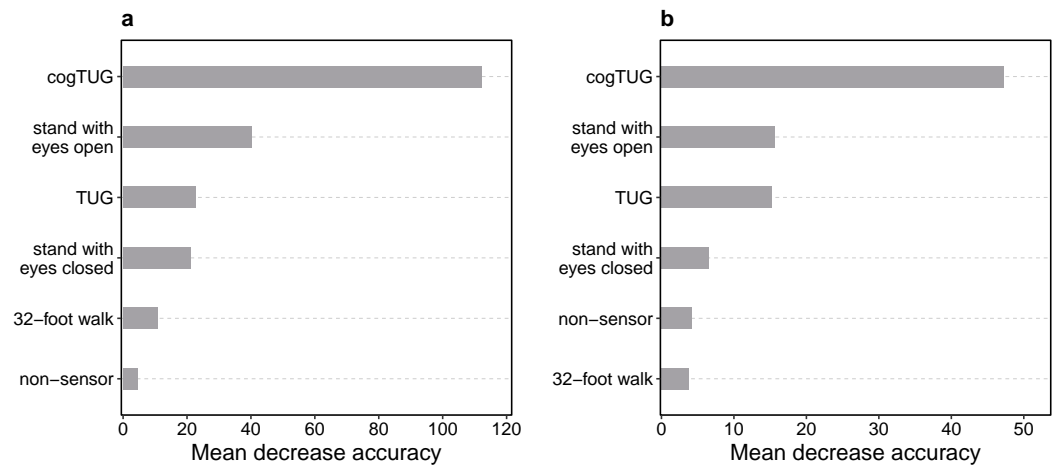 a
cogTUG
stand with
eyes open
TUG
stand with
eyes closed
32−foot walk
non−sensor
0 20 40 60 80 100 120
Mean decrease accuracy
b
cogTUG
stand with
eyes open
TUG
stand with
eyes closed
non−sensor
32−foot walk
0 10 20 30 40 50
Mean decrease accuracy